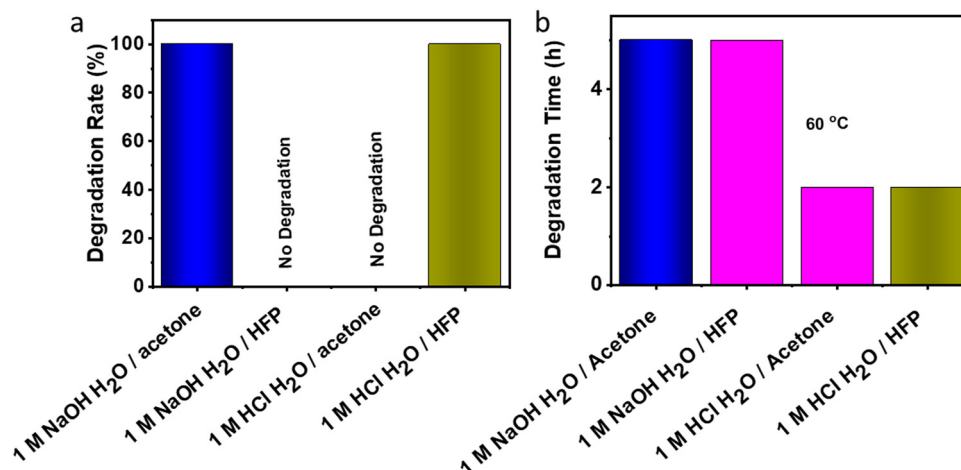 a
Degradation Rate (%)
100
80
60
40
20
0
No Degradation
No Degradation
1 M NaOH H₂O / acetone
1 M NaOH H₂O / HFP
1 M HCl H₂O / acetone
1 M HCl H₂O / HFP
b
Degradation Time (h)
4
2
0
60 °C
1 M NaOH H₂O / Acetone
1 M NaOH H₂O / HFP
1 M HCl H₂O / Acetone
1 M HCl H₂O / HFP